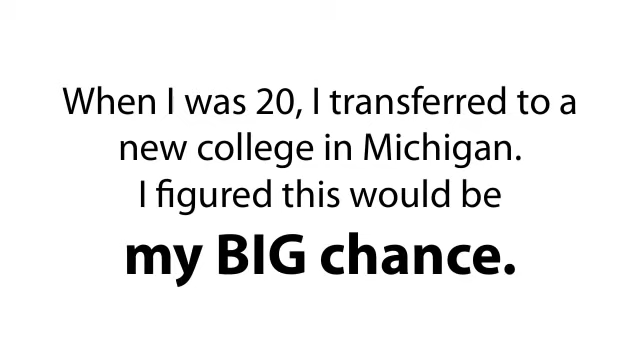 When I was 20, I transferred to a
new college in Michigan.
I figured this would be
my BIG chance.